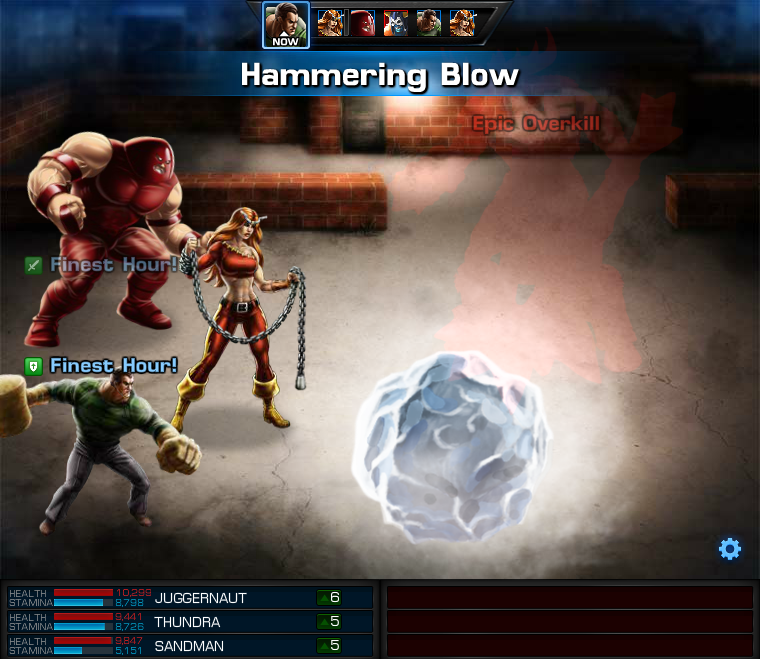 NOW
Hammering Blow
Epic Overkill
Finest Hour!
Finest Hour!
HEALTH 10,296
STAMINA 8,798
JUGGERNAUT 6
HEALTH 9,441
STAMINA 8,726
THUNDRA 5
HEALTH 9,847
STAMINA 5,151
SANDMAN 5